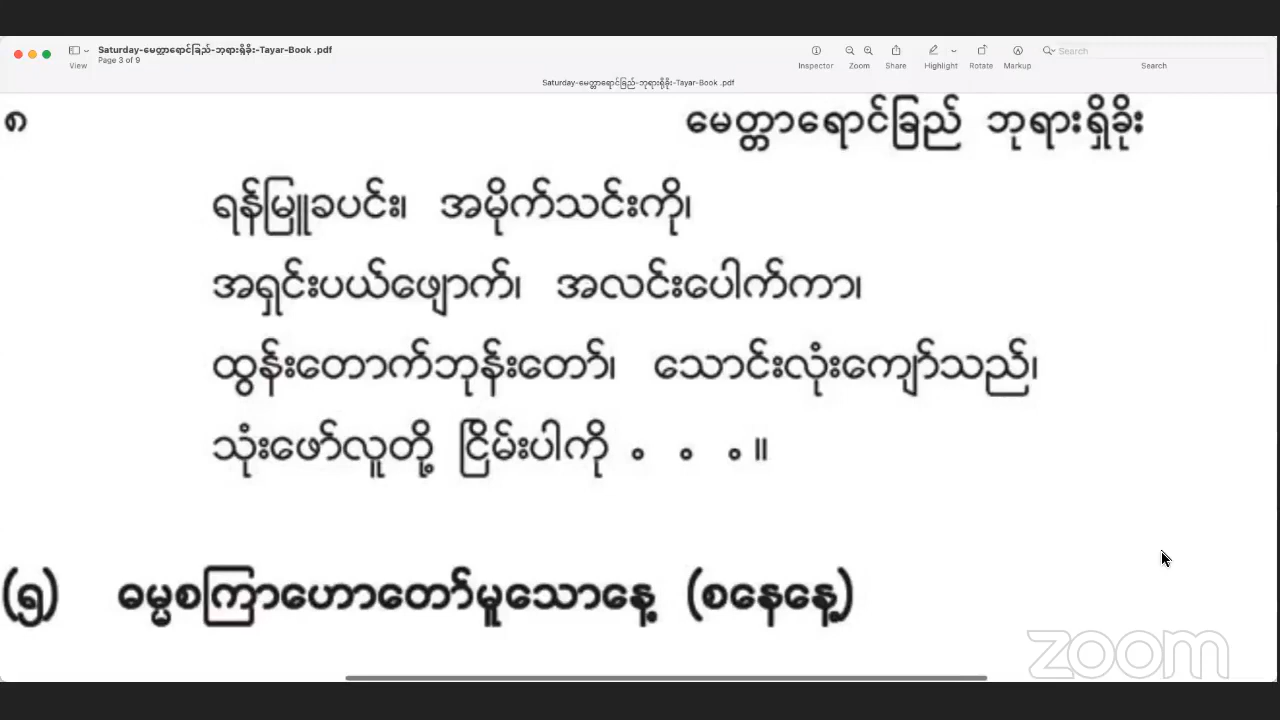 Saturday-မေတ္တာရောင်ခြည်-ဘုရားရှိခိုး-Tayar-Book .pdf
Page 3 of 9
View
Inspector
Zoom
Share
Highlight
Rotate
Markup
Search
Search
Saturday-မေတ္တာရောင်ခြည်-ဘုရားရှိခိုး-Tayar-Book .pdf
၈ မေတ္တာရောင်ခြည် ဘုရားရှိခိုး
ရန်မြူခပင်း၊ အမိုက်သင်းကို၊
အရှင်းပယ်ဖျောက်၊ အလင်းပေါက်ကာ၊
ထွန်းတောက်ဘုန်းတော်၊ သောင်းလုံးကျော်သည်၊
သုံးဖော်လူတို့ ငြိမ်းပါကို ၀ ၀ ၀ ။
(၅) ဓမ္မစကြာဟောတော်မူသောနေ့ (စနေနေ့)
zoom